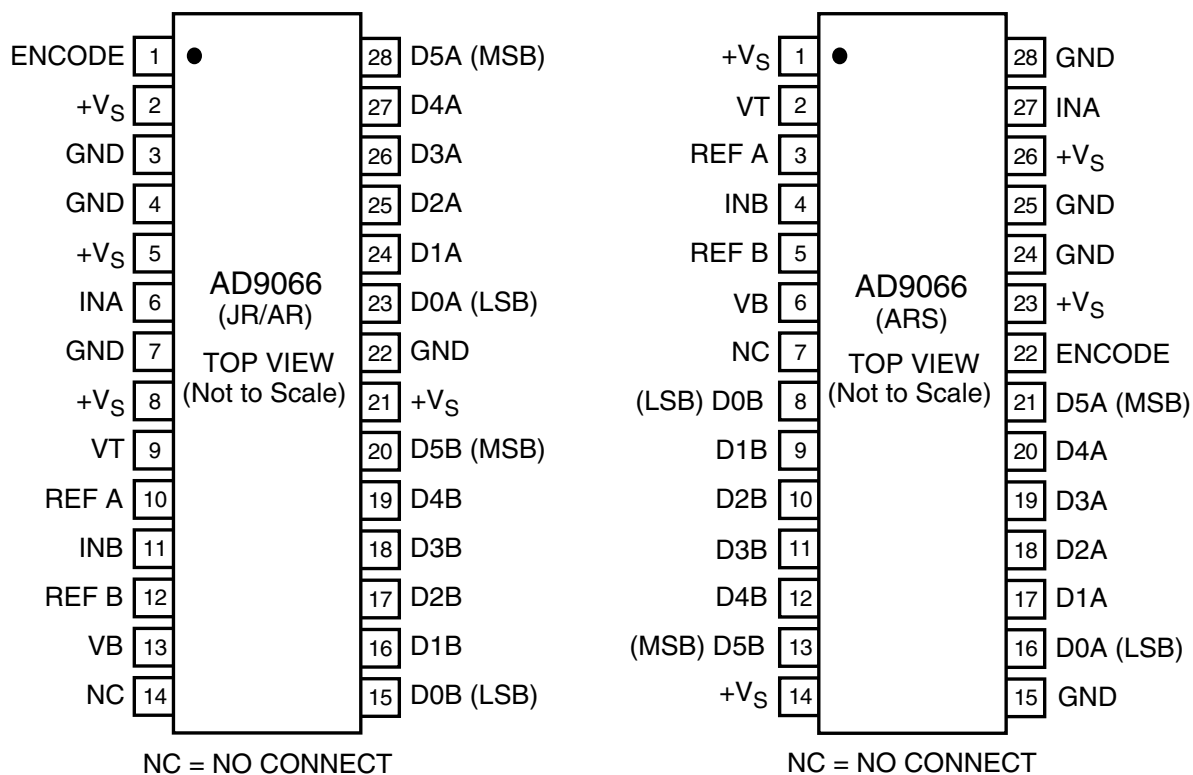 ENCODE 1 28 D5A (MSB)
+VS 2 27 D4A
GND 3 26 D3A
GND 4 25 D2A
+VS 5 24 D1A
INA 6 23 D0A (LSB)
GND 7 22 GND
+VS 8 21 +VS
VT 9 20 D5B (MSB)
REF A 10 19 D4B
INB 11 18 D3B
REF B 12 17 D2B
VB 13 16 D1B
NC 14 15 D0B (LSB)
AD9066
(JR/AR)
TOP VIEW
(Not to Scale)
NC = NO CONNECT
+VS 1 28 GND
VT 2 27 INA
REF A 3 26 +VS
INB 4 25 GND
REF B 5 24 GND
VB 6 23 +VS
NC 7 22 ENCODE
(LSB) D0B 8 21 D5A (MSB)
D1B 9 20 D4A
D2B 10 19 D3A
D3B 11 18 D2A
D4B 12 17 D1A
(MSB) D5B 13 16 D0A (LSB)
+VS 14 15 GND
AD9066
(ARS)
TOP VIEW
(Not to Scale)
NC = NO CONNECT